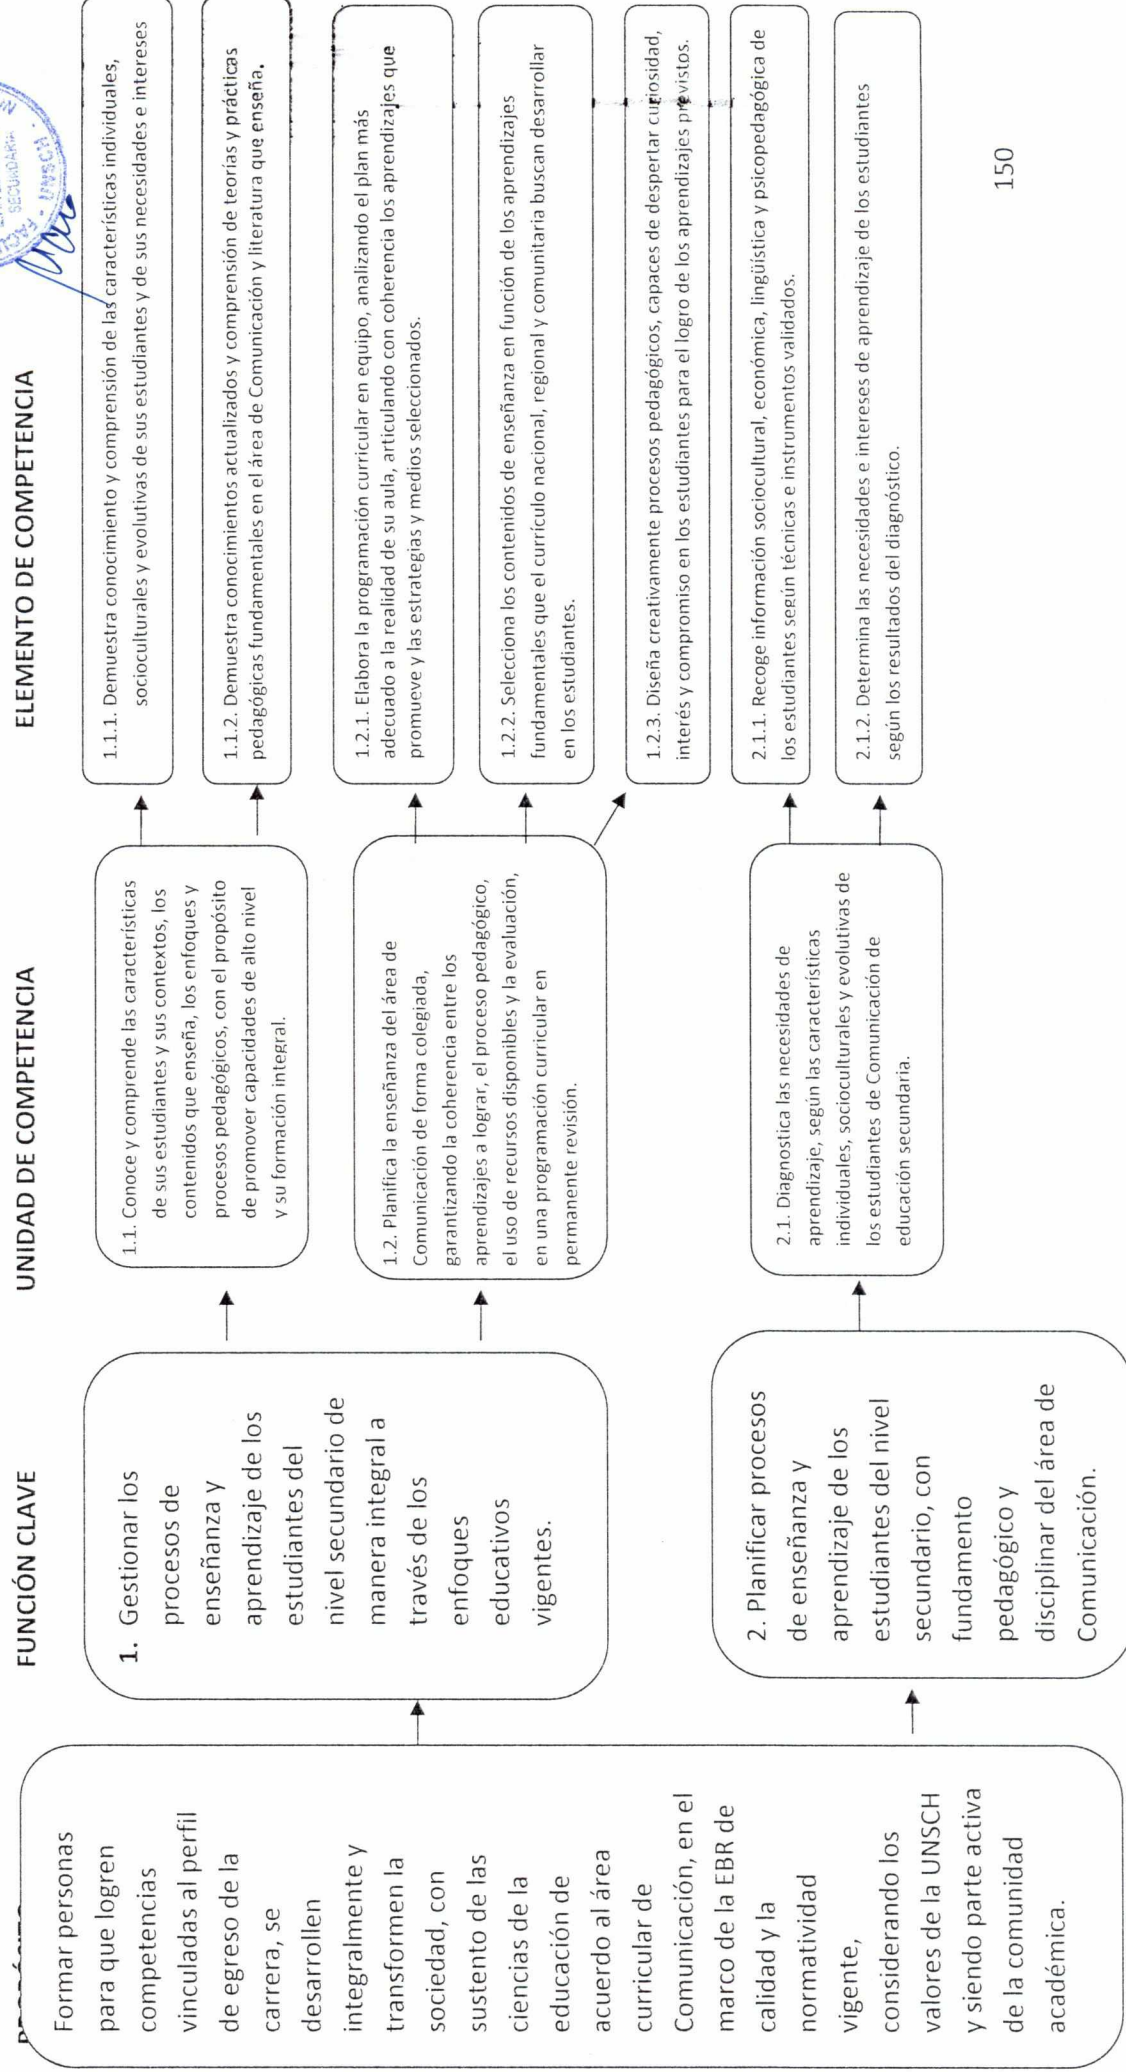 PROPÓSITO
FUNCIÓN CLAVE
UNIDAD DE COMPETENCIA
ELEMENTO DE COMPETENCIA
Formar personas
para que logren
competencias
vinculadas al perfil
de egreso de la
carrera, se
desarrollen
integralmente y
transformen la
sociedad, con
sustento de las
ciencias de la
educación de
acuerdo al área
curricular de
Comunicación, en el
marco de la EBR de
calidad y la
normatividad
vigente,
considerando los
valores de la UNSCH
y siendo parte activa
de la comunidad
académica.
1. Gestionar los
procesos de
enseñanza y
aprendizaje de los
estudiantes del
nivel secundario de
manera integral a
través de los
enfoques
educativos
vigentes.
2. Planificar procesos
de enseñanza y
aprendizaje de los
estudiantes del nivel
secundario, con
fundamento
pedagógico y
disciplinar del área de
Comunicación.
1.1. Conoce y comprende las características
de sus estudiantes y sus contextos, los
contenidos que enseña, los enfoques y
procesos pedagógicos, con el propósito
de promover capacidades de alto nivel
y su formación integral.
1.2. Planifica la enseñanza del área de
Comunicación de forma colegiada,
garantizando la coherencia entre los
aprendizajes a lograr, el proceso pedagógico,
el uso de recursos disponibles y la evaluación,
en una programación curricular en
permanente revisión.
2.1. Diagnostica las necesidades de
aprendizaje, según las características
individuales, socioculturales y evolutivas de
los estudiantes de Comunicación de
educación secundaria.
1.1.1. Demuestra conocimiento y comprensión de las características individuales,
socioculturales y evolutivas de sus estudiantes y de sus necesidades e intereses
1.1.2. Demuestra conocimientos actualizados y comprensión de teorías y prácticas
pedagógicas fundamentales en el área de Comunicación y literatura que enseña.
1.2.1. Elabora la programación curricular en equipo, analizando el plan más
adecuado a la realidad de su aula, articulando con coherencia los aprendizajes que
promueve y las estrategias y medios seleccionados.
1.2.2. Selecciona los contenidos de enseñanza en función de los aprendizajes
fundamentales que el currículo nacional, regional y comunitaria buscan desarrollar
en los estudiantes.
1.2.3. Diseña creativamente procesos pedagógicos, capaces de despertar curiosidad,
interés y compromiso en los estudiantes para el logro de los aprendizajes previstos.
2.1.1. Recoge información sociocultural, económica, lingüística y psicopedagógica de
los estudiantes según técnicas e instrumentos validados.
2.1.2. Determina las necesidades e intereses de aprendizaje de los estudiantes
según los resultados del diagnóstico.
SECUNDARIA
UNSCH
150